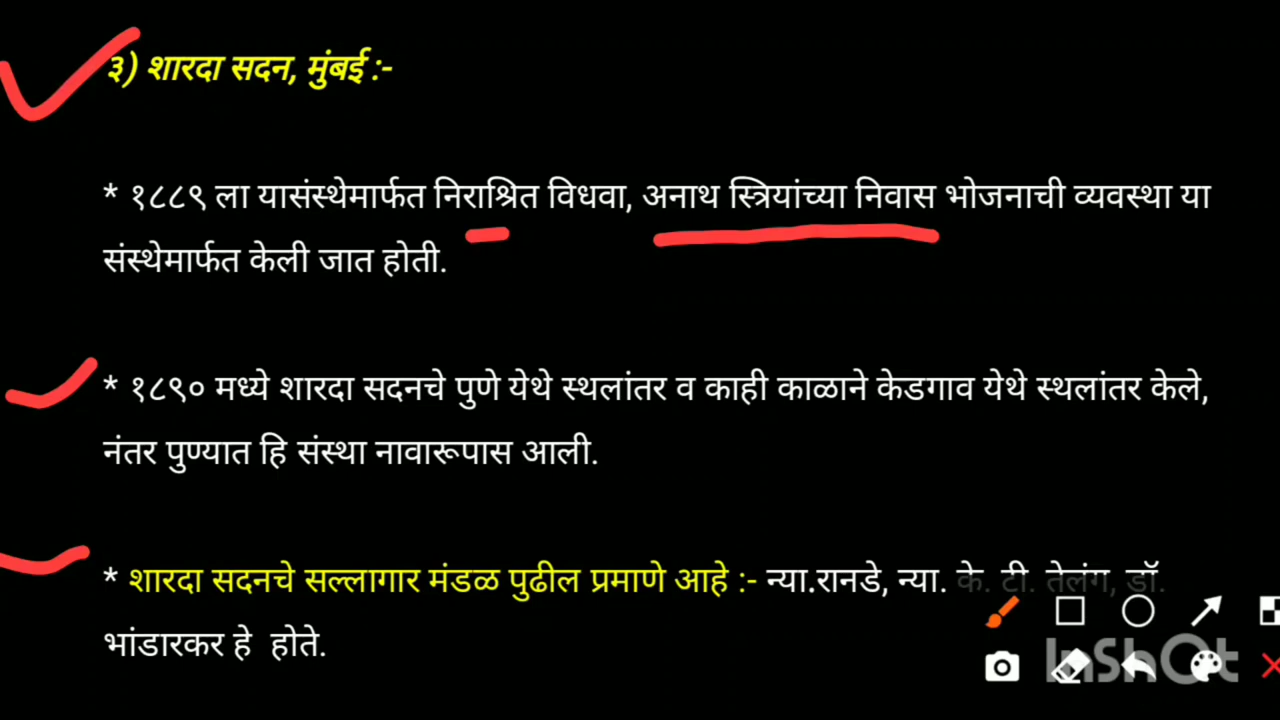 ३) शारदा सदन, मुंबई :-
* १८८९ ला यासंस्थेमार्फत निराश्रित विधवा, अनाथ स्त्रियांच्या निवास भोजनाची व्यवस्था या
संस्थेमार्फत केली जात होती.
* १८९० मध्ये शारदा सदनचे पुणे येथे स्थलांतर व काही काळाने केडगाव येथे स्थलांतर केले,
नंतर पुण्यात हि संस्था नावारूपास आली.
* शारदा सदनचे सल्लागार मंडळ पुढील प्रमाणे आहे :- न्या.रानडे, न्या. के. टी. तेलंग, डॉ.
भांडारकर हे होते.
InShOt